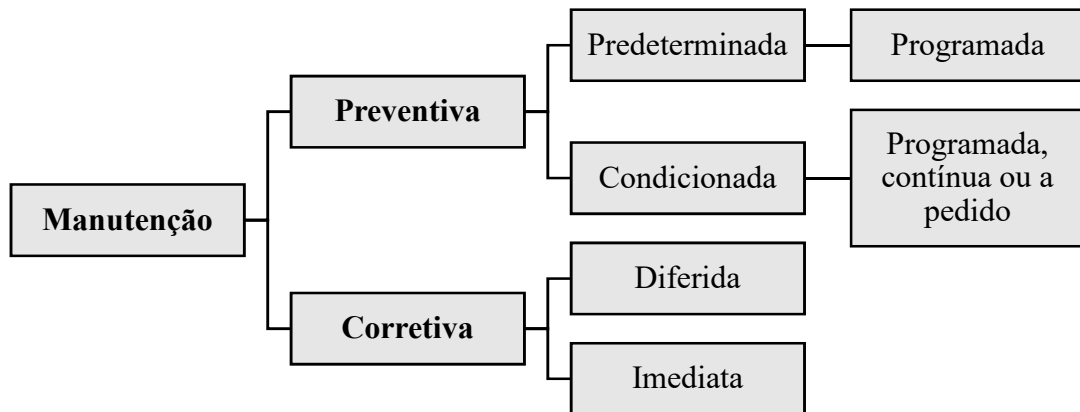 Manutenção
Preventiva
Predeterminada
Programada
Condicionada
Programada,
contínua ou a
pedido
Corretiva
Diferida
Imediata